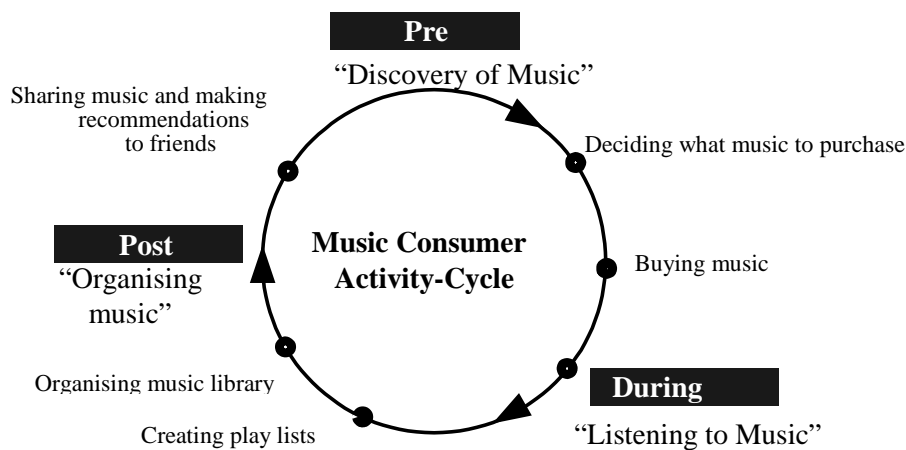 Pre
“Discovery of Music”
Sharing music and making
recommendations
to friends
Deciding what music to purchase
Post
“Organising
music”
Music Consumer
Activity-Cycle
Buying music
Organising music library
During
Creating play lists
“Listening to Music”